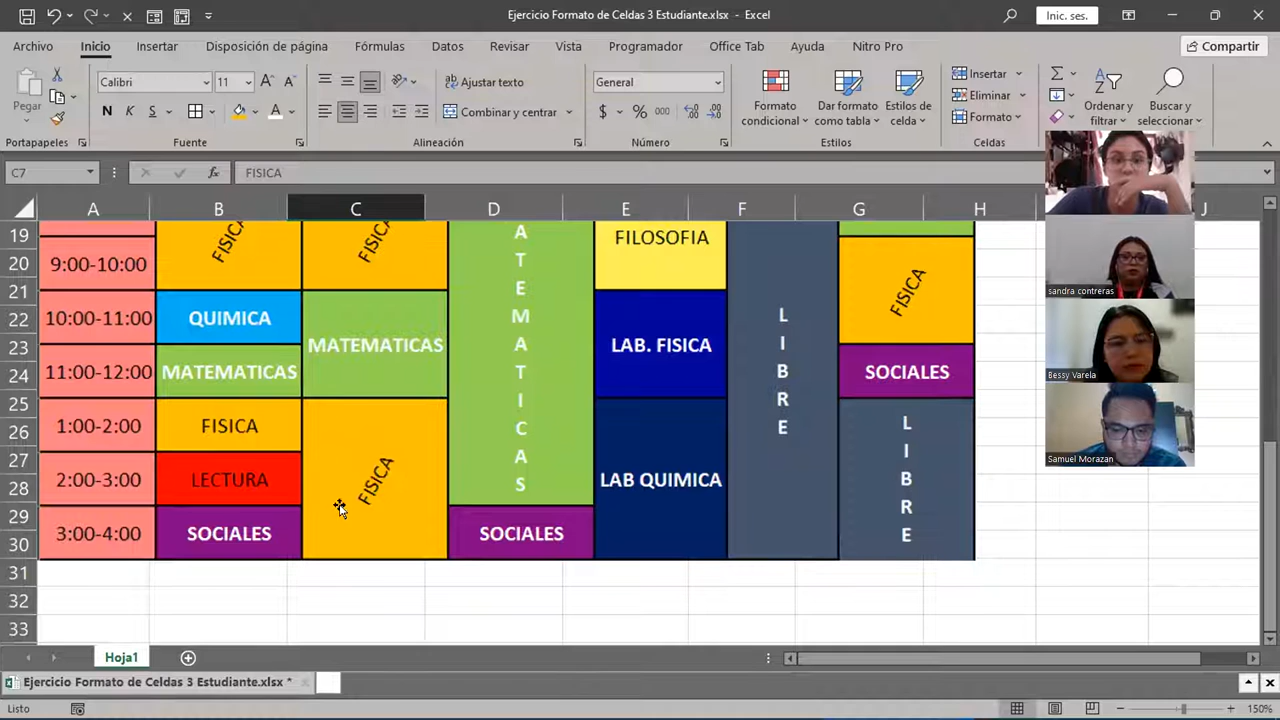 Ejercicio Formato de Celdas 3 Estudiante.xlsx - Excel
Inic. ses.
Archivo Inicio Insertar Disposición de página Fórmulas Datos Revisar Vista Programador Office Tab Ayuda Nitro Pro
Compartir
Pegar
Calibri 11
N K S
Ajustar texto
Combinar y centrar
General
$ % 000
Formato condicional
Dar formato como tabla
Estilos de celda
Insertar
Eliminar
Formato
Ordenar y filtrar
Buscar y seleccionar
Portapapeles Fuente Alineación Número Estilos Celdas
C7 fx FISICA
A B C D E F G H J
19
20
21
22
23
24
25
26
27
28
29
30
31
32
33
9:00-10:00
10:00-11:00
11:00-12:00
1:00-2:00
2:00-3:00
3:00-4:00
FISICA
QUIMICA
MATEMATICAS
FISICA
LECTURA
SOCIALES
FISICA
MATEMATICAS
FISICA
A
T
E
M
A
T
I
C
A
S
SOCIALES
FILOSOFIA
LAB. FISICA
LAB QUIMICA
L
I
B
R
E
FISICA
SOCIALES
L
I
B
R
E
sandra contreras
Bessy Varela
Samuel Morazan
Hoja1
Ejercicio Formato de Celdas 3 Estudiante.xlsx *
Listo
150%